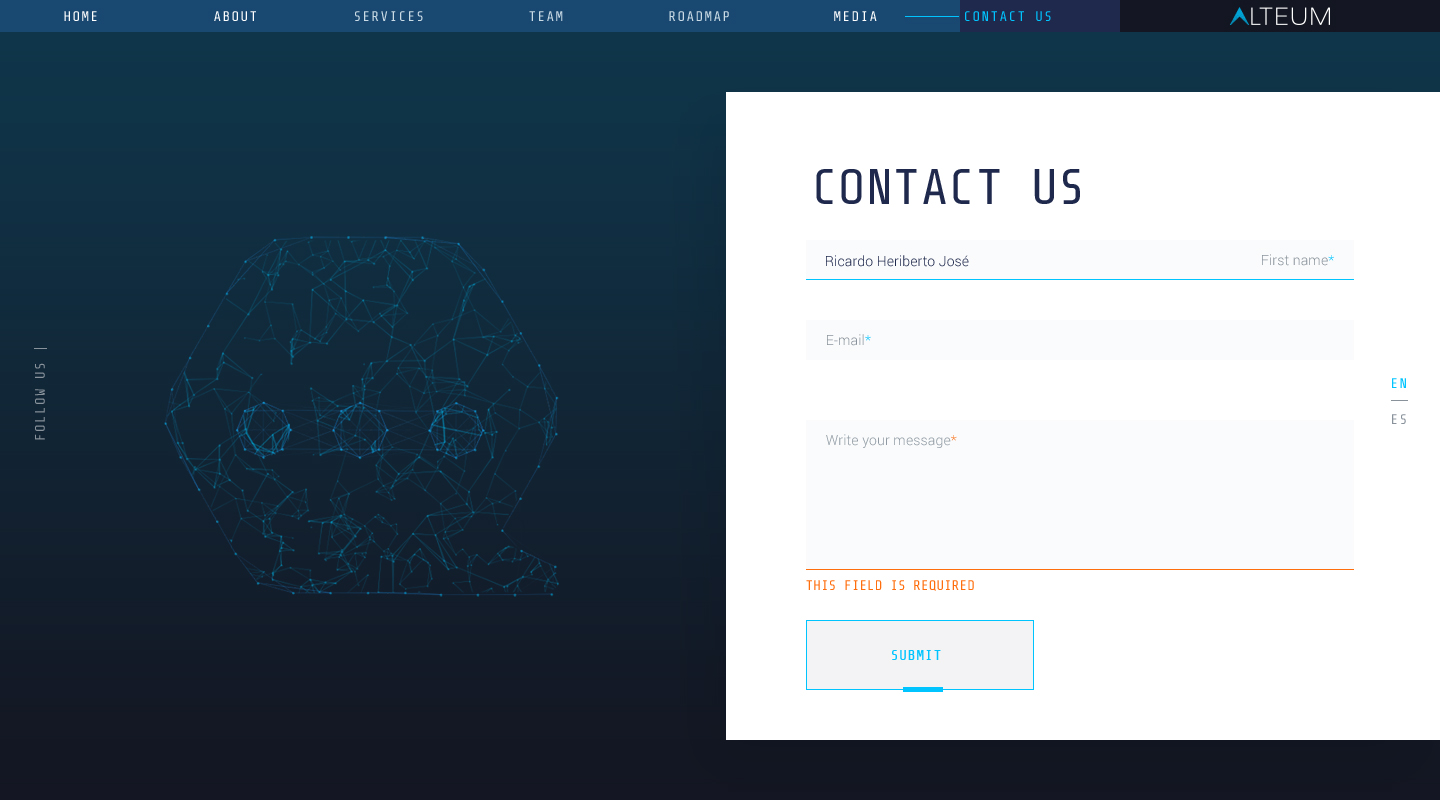 HOME ABOUT SERVICES TEAM ROADMAP MEDIA CONTACT US ALTEUM
CONTACT US
Ricardo Heriberto José First name*
E-mail*
FOLLOW US |
EN
ES
Write your message*
THIS FIELD IS REQUIRED
SUBMIT